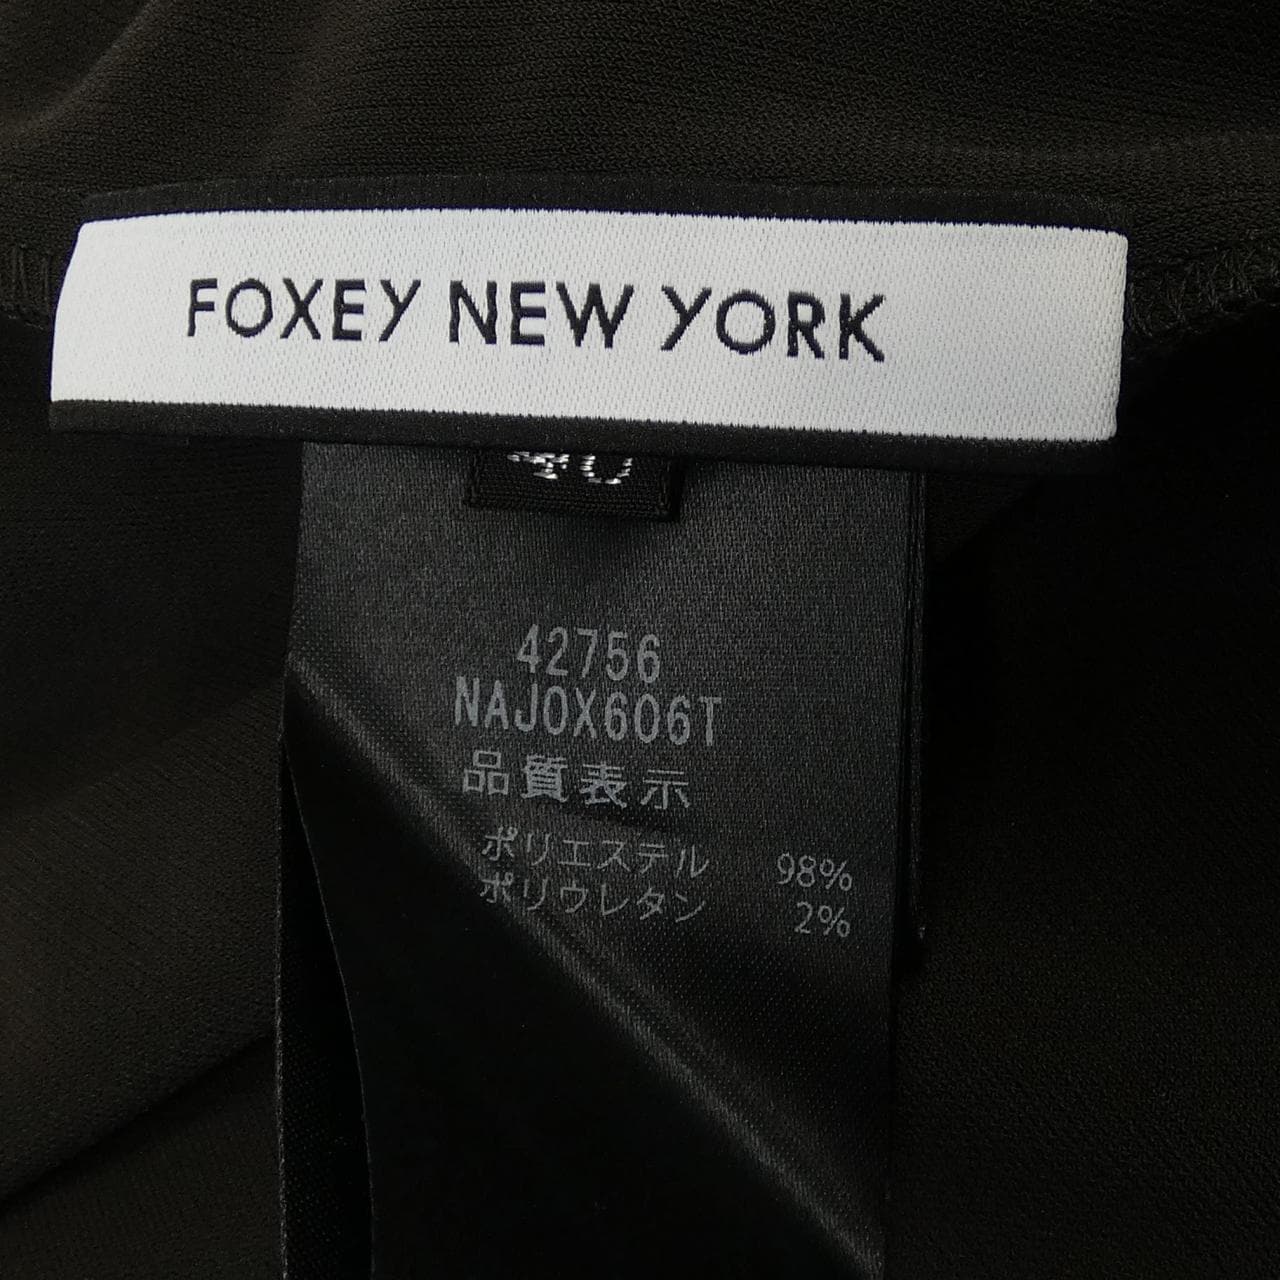 FOXEY NEW YORK
40
42756
NAJOX606T
品質表示
ポリエステル 98%
ポリウレタン 2%